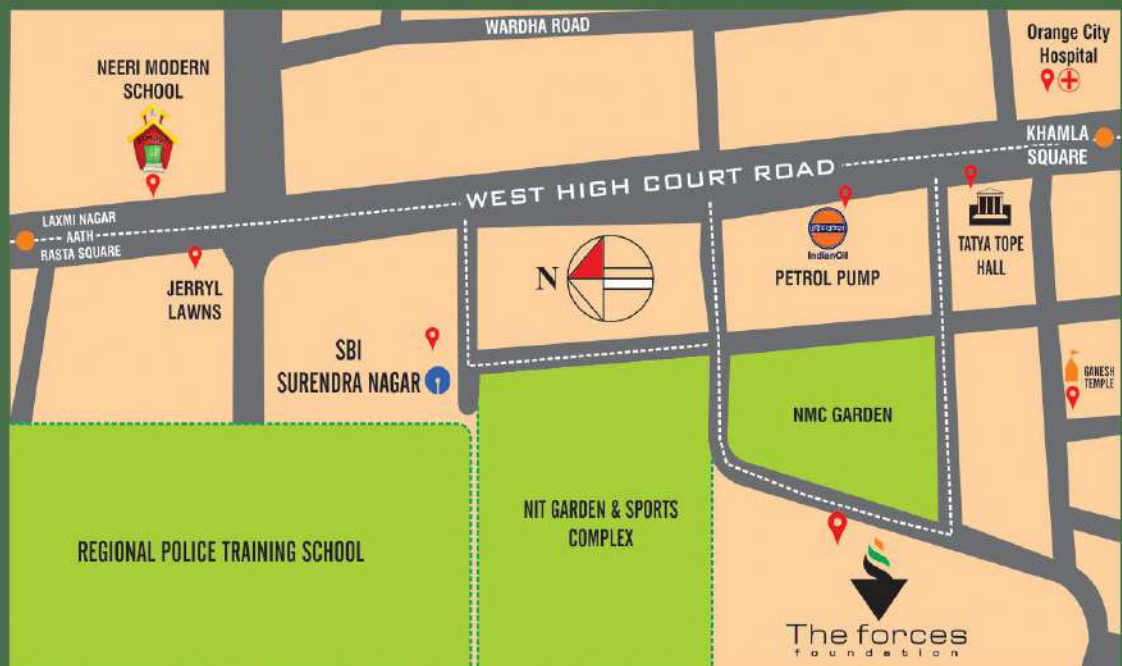 WARDHA ROAD
Orange City
Hospital
NEERI MODERN
SCHOOL
KHAMLA
SQUARE
WEST HIGH COURT ROAD
LAXMI NAGAR
AATH
RASTA SQUARE
JERRYL
LAWNS
N
IndianOil
PETROL PUMP
TATYA TOPE
HALL
SBI
SURENDRA NAGAR
GANESH
TEMPLE
NMC GARDEN
NIT GARDEN & SPORTS
COMPLEX
REGIONAL POLICE TRAINING SCHOOL
The forces
foundation